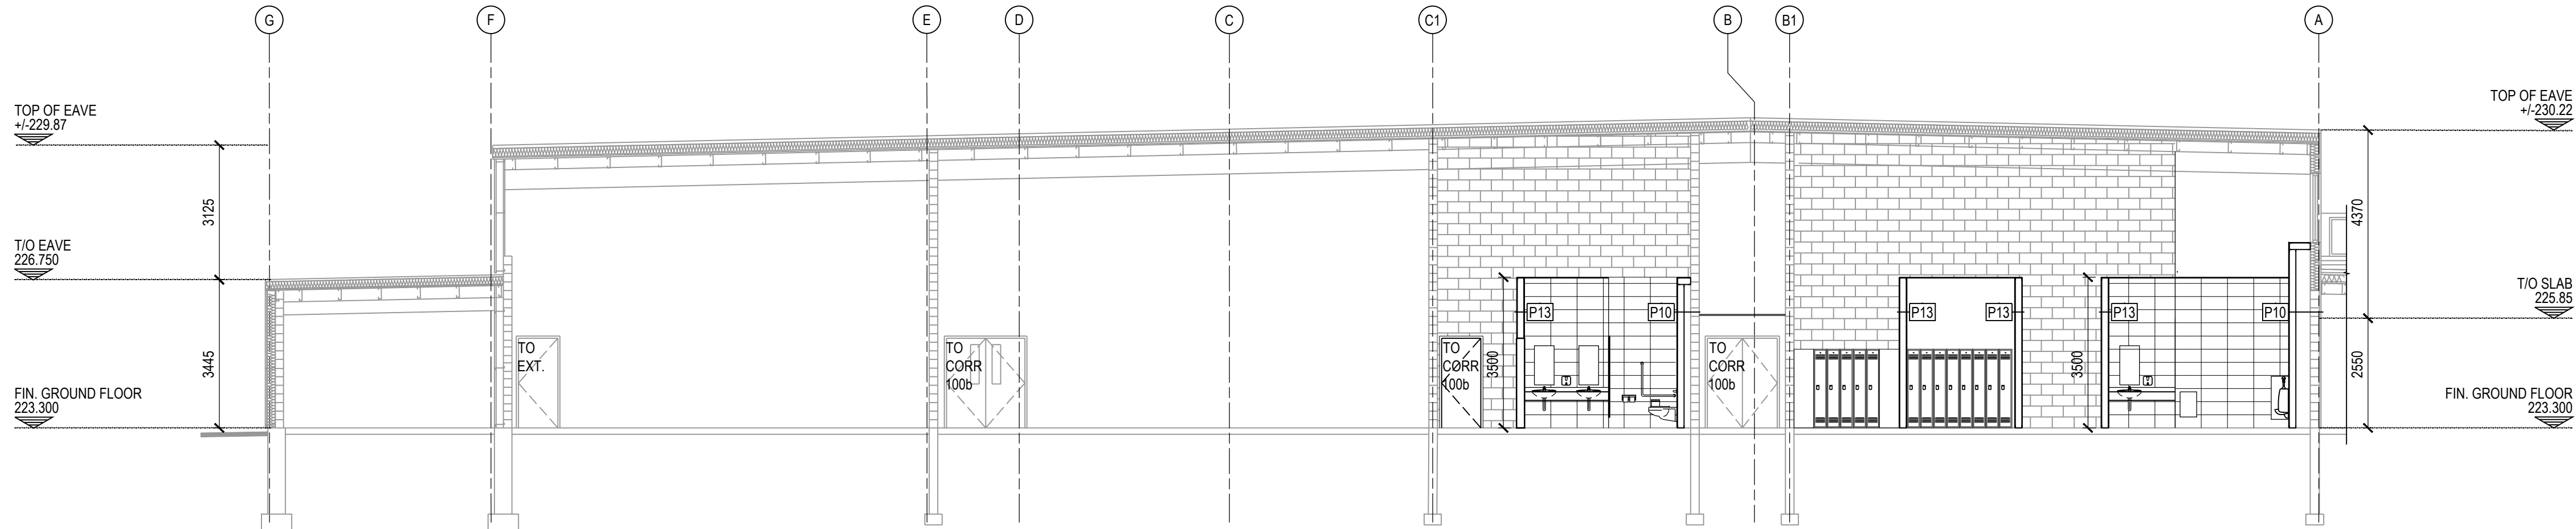 G
F
E
D
C
C1
B
B1
A
TOP OF EAVE
+/-229.87
TOP OF EAVE
+/-230.22
3125
4370
T/O EAVE
226.750
T/O SLAB
225.85
P13
P10
P13
P13
P13
P10
TO
EXT.
TO
CORR
100b
TO
CORR
100b
TO
CORR
100b
3445
3500
3500
2550
FIN. GROUND FLOOR
223.300
FIN. GROUND FLOOR
223.300